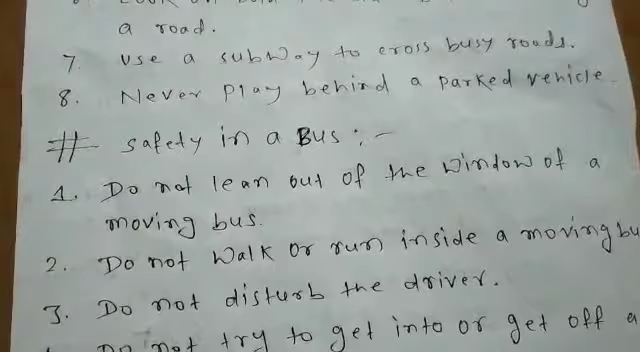 a road.
7. Use a subway to cross busy roads.
8. Never play behind a parked vehicle
# safety in a Bus :-
1. Do not lean out of the window of a
moving bus.
2. Do not walk or run inside a moving bu
3. Do not disturb the driver.
Do not try to get into or get off a